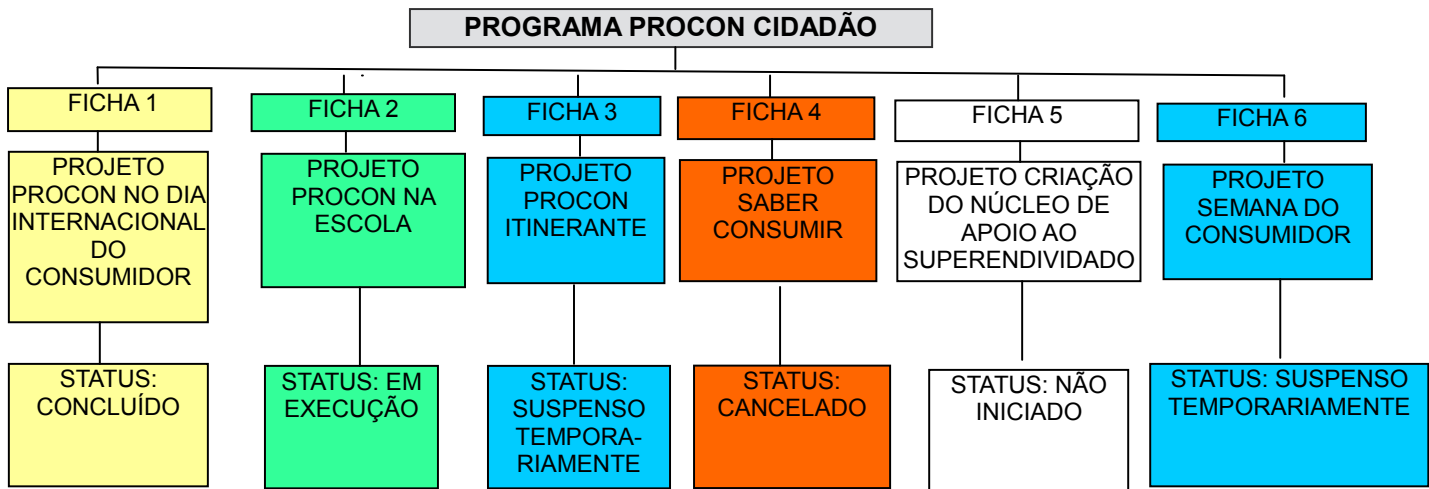 PROGRAMA PROCON CIDADÃO
FICHA 1
PROJETO
PROCON NO DIA
INTERNACIONAL
DO
CONSUMIDOR
STATUS:
CONCLUÍDO
FICHA 2
PROJETO
PROCON NA
ESCOLA
STATUS: EM
EXECUÇÃO
FICHA 3
PROJETO
PROCON
ITINERANTE
STATUS:
SUSPENSO
TEMPORA-
RIAMENTE
FICHA 4
PROJETO
SABER
CONSUMIR
STATUS:
CANCELADO
FICHA 5
PROJETO CRIAÇÃO
DO NÚCLEO DE
APOIO AO
SUPERENDIVIDADO
STATUS: NÃO
INICIADO
FICHA 6
PROJETO
SEMANA DO
CONSUMIDOR
STATUS: SUSPENSO
TEMPORARIAMENTE